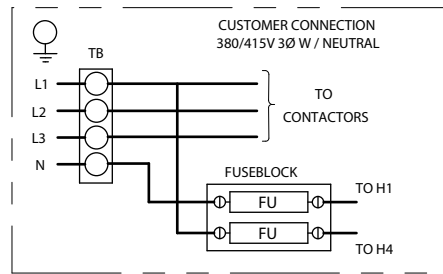 CUSTOMER CONNECTION
380/415V 3Ø W / NEUTRAL
TB
L1
L2
L3
N
TO
CONTACTORS
FUSEBLOCK
FU
TO H1
FU
TO H4